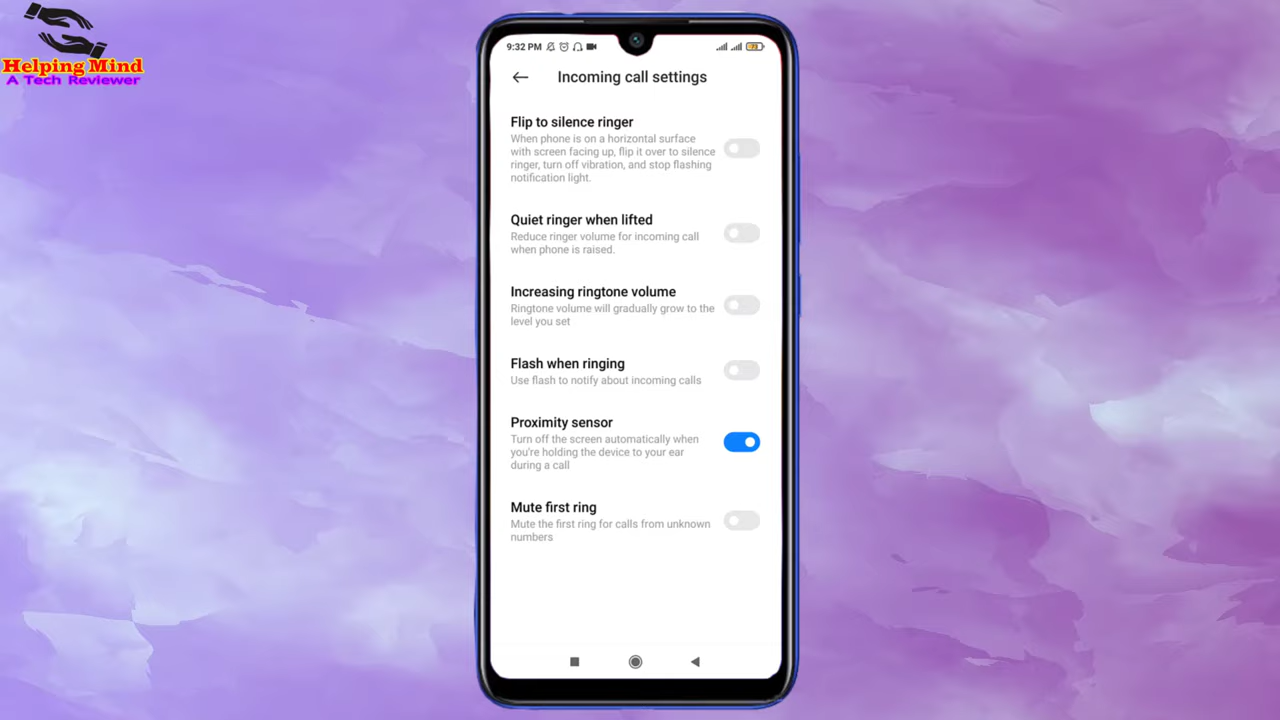 Helping Mind
A Tech Reviewer
9:32 PM
Incoming call settings
Flip to silence ringer
When phone is on a horizontal surface
with screen facing up, flip it over to silence
ringer, turn off vibration, and stop flashing
notification light.
Quiet ringer when lifted
Reduce ringer volume for incoming call
when phone is raised.
Increasing ringtone volume
Ringtone volume will gradually grow to the
level you set
Flash when ringing
Use flash to notify about incoming calls
Proximity sensor
Turn off the screen automatically when
you're holding the device to your ear
during a call
Mute first ring
Mute the first ring for calls from unknown
numbers